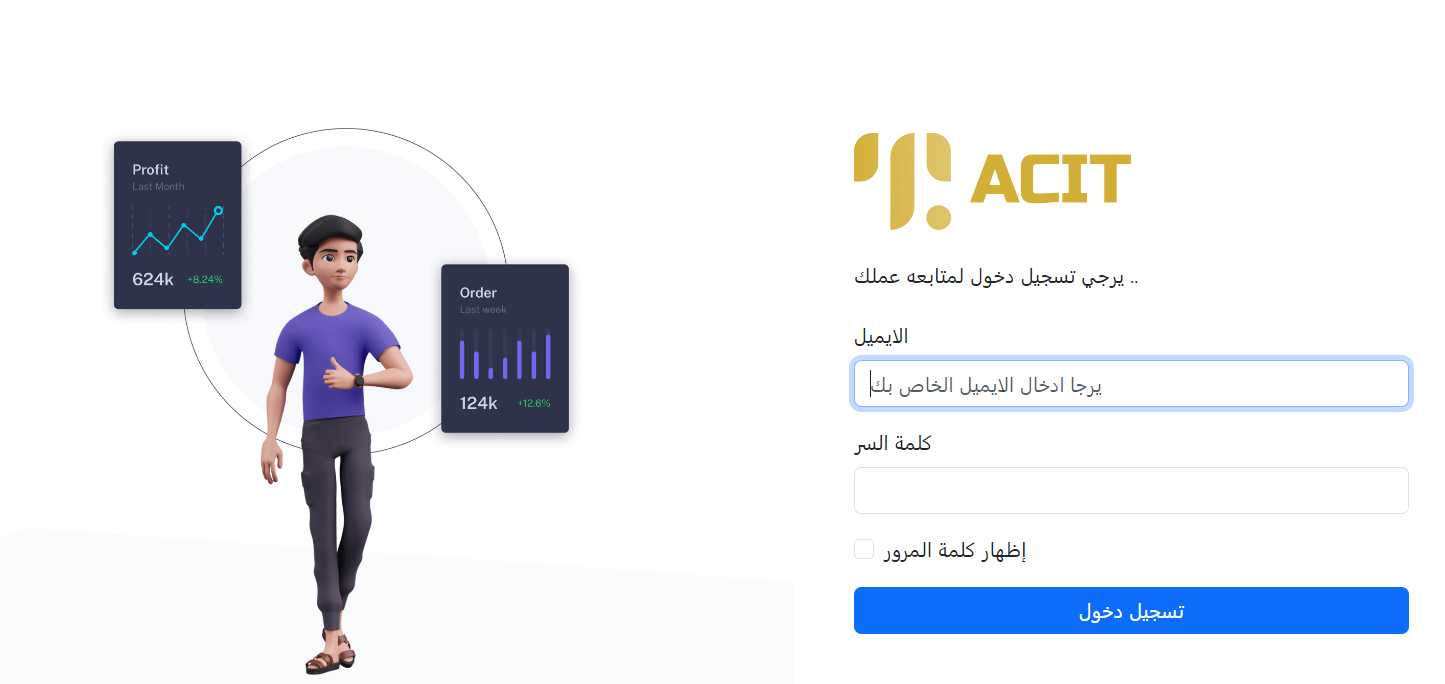 Profit
Last Month
624k
+8.24%
Order
Last week
124k
+12.6%
ACIT
يرجي تسجيل دخول لمتابعه عملك ..
الايميل
يرجا ادخال الايميل الخاص بك
كلمة السر
إظهار كلمة المرور
تسجيل دخول